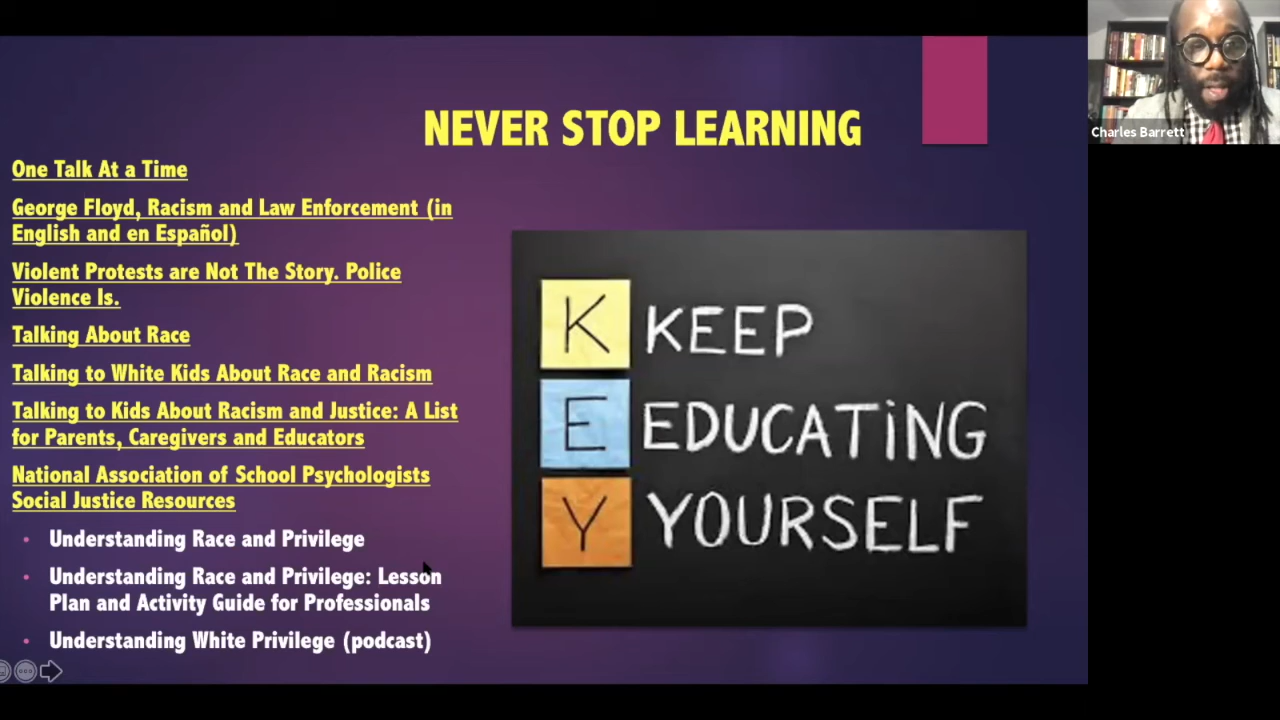 NEVER STOP LEARNING
One Talk At a Time
George Floyd, Racism and Law Enforcement (in
English and en Español)
Violent Protests are Not The Story. Police
Violence Is.
Talking About Race
Talking to White Kids About Race and Racism
Talking to Kids About Racism and Justice: A List
for Parents, Caregivers and Educators
National Association of School Psychologists
Social Justice Resources
• Understanding Race and Privilege
• Understanding Race and Privilege: Lesson
Plan and Activity Guide for Professionals
• Understanding White Privilege (podcast)
K KEEP
E EDUCATiNG
Y YOURSELF
Charles Barrett